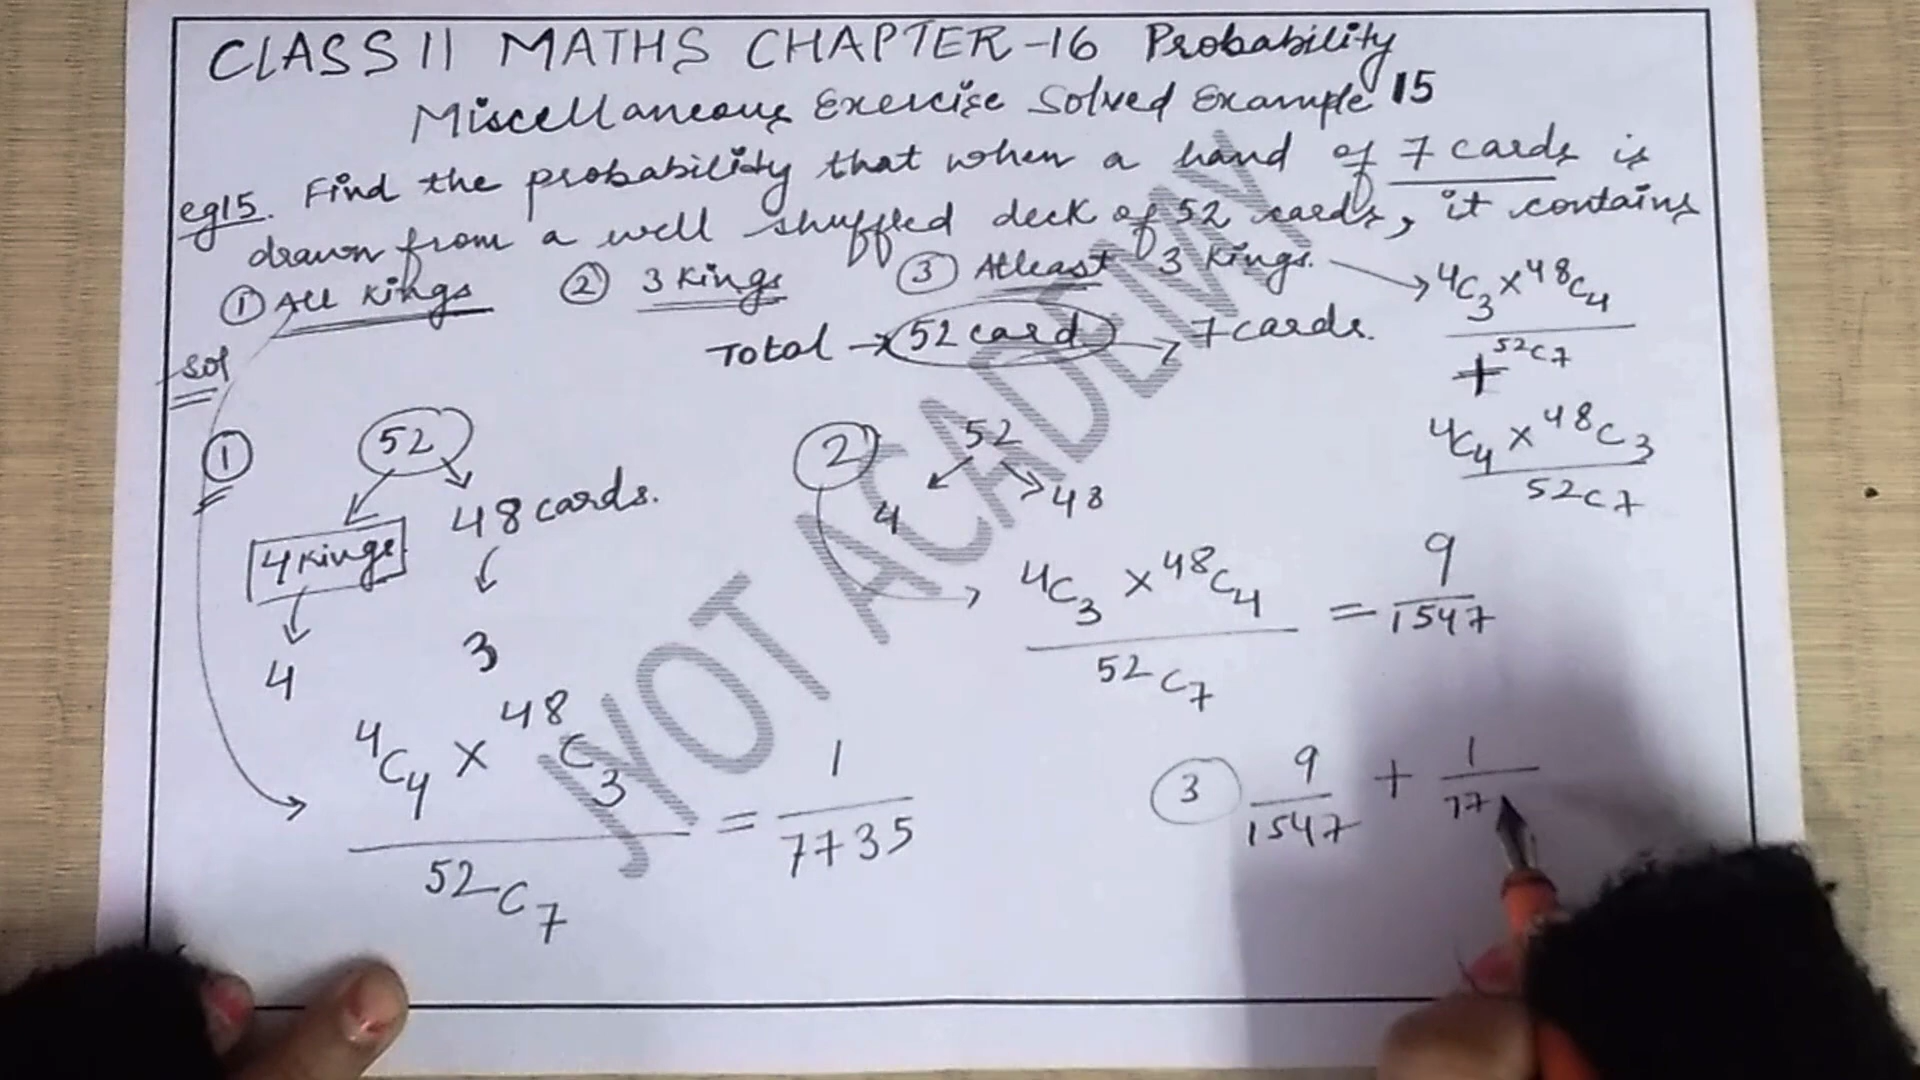 CLASS 11 MATHS CHAPTER-16 Probability
Miscellaneous Exercise Solved Example 15
eg15. Find the probability that when a hand of 7 cards is
drawn from a well shuffled deck of 52 cards, it contains
① All Kings ② 3 Kings ③ Atleast 3 Kings. → ⁴C₃ × ⁴⁸C₄
⁵²C₇
Total → 52 card → 7 cards.
+
⁴C₄ × ⁴⁸C₃
52C7
Sol
① 52
4 Kings 48 cards.
4 3
⁴C₄ × ⁴⁸C₃ = 1
⁵²C₇ 7735
② 52
4 48
⁴C₃ × ⁴⁸C₄ = 9
⁵²C₇ 1547
③ 9 + 1
1547 77
JYOT ACADEMY